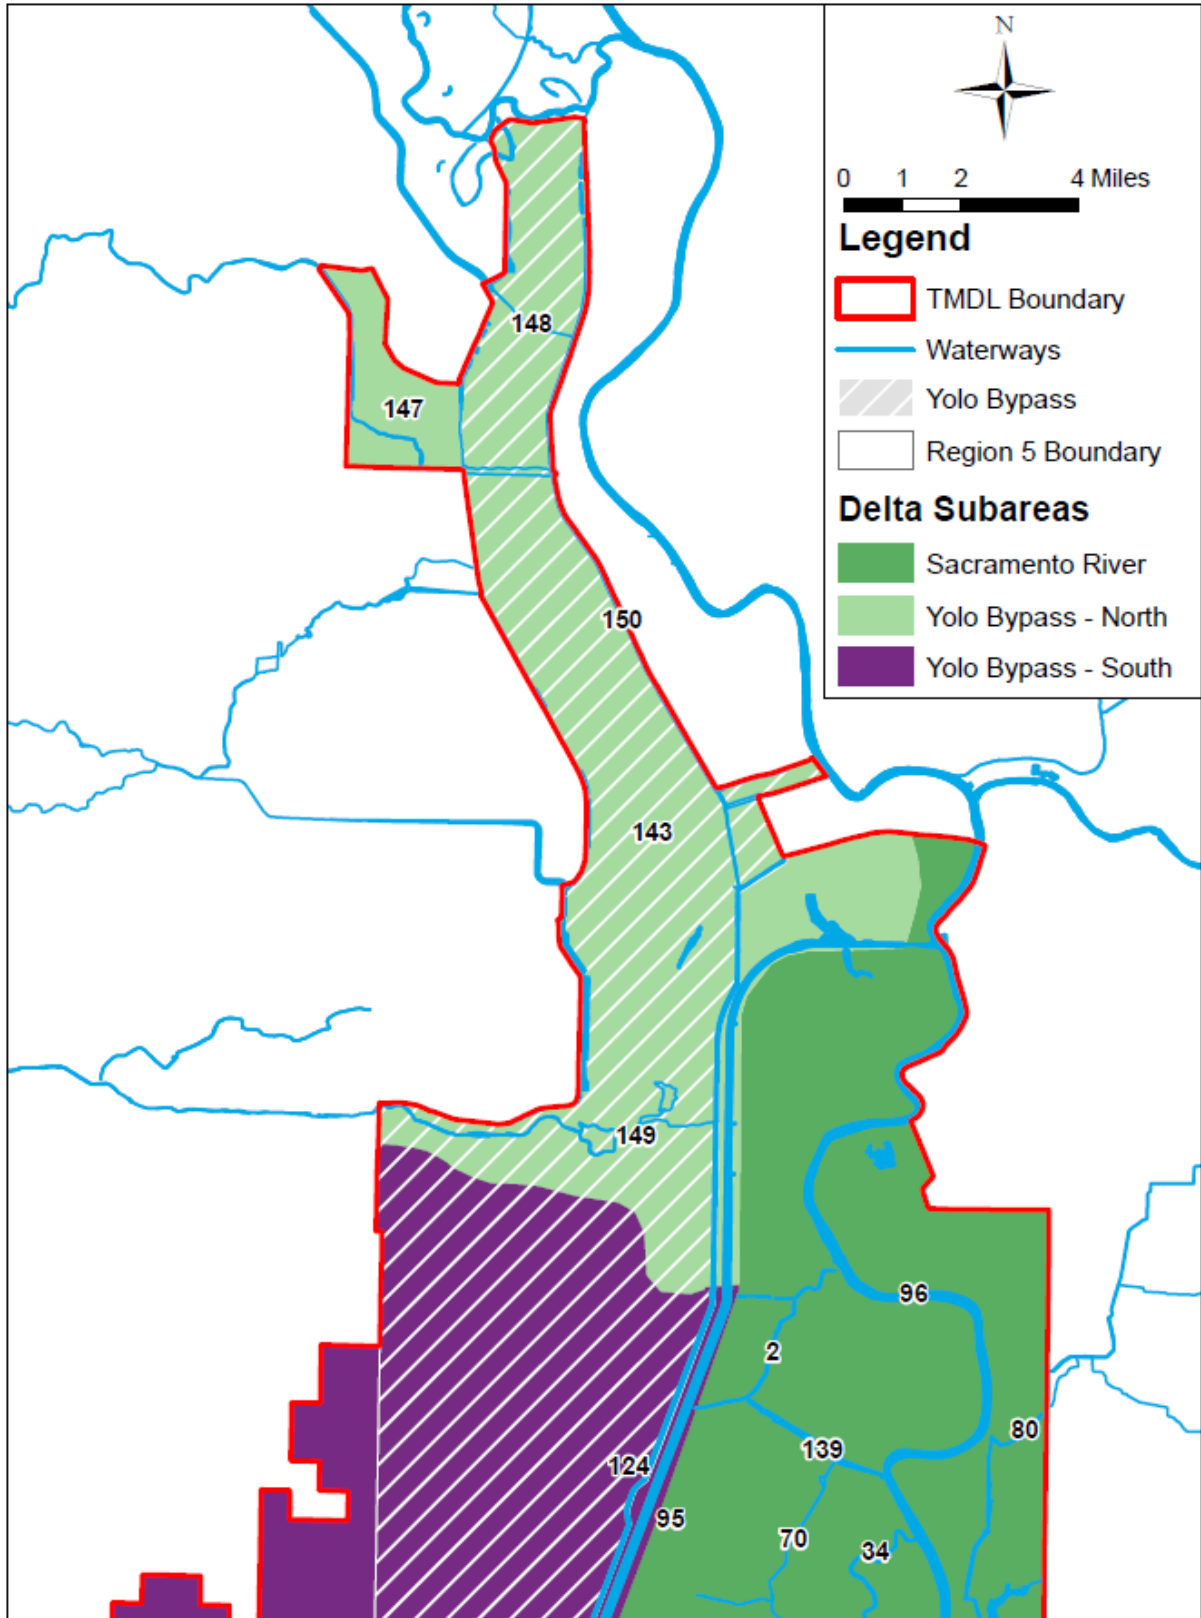 N
0 1 2 4 Miles
Legend
TMDL Boundary
Waterways
Yolo Bypass
Region 5 Boundary
Delta Subareas
Sacramento River
Yolo Bypass - North
Yolo Bypass - South
148
147
150
143
149
96
2
80
139
124
95
70
34